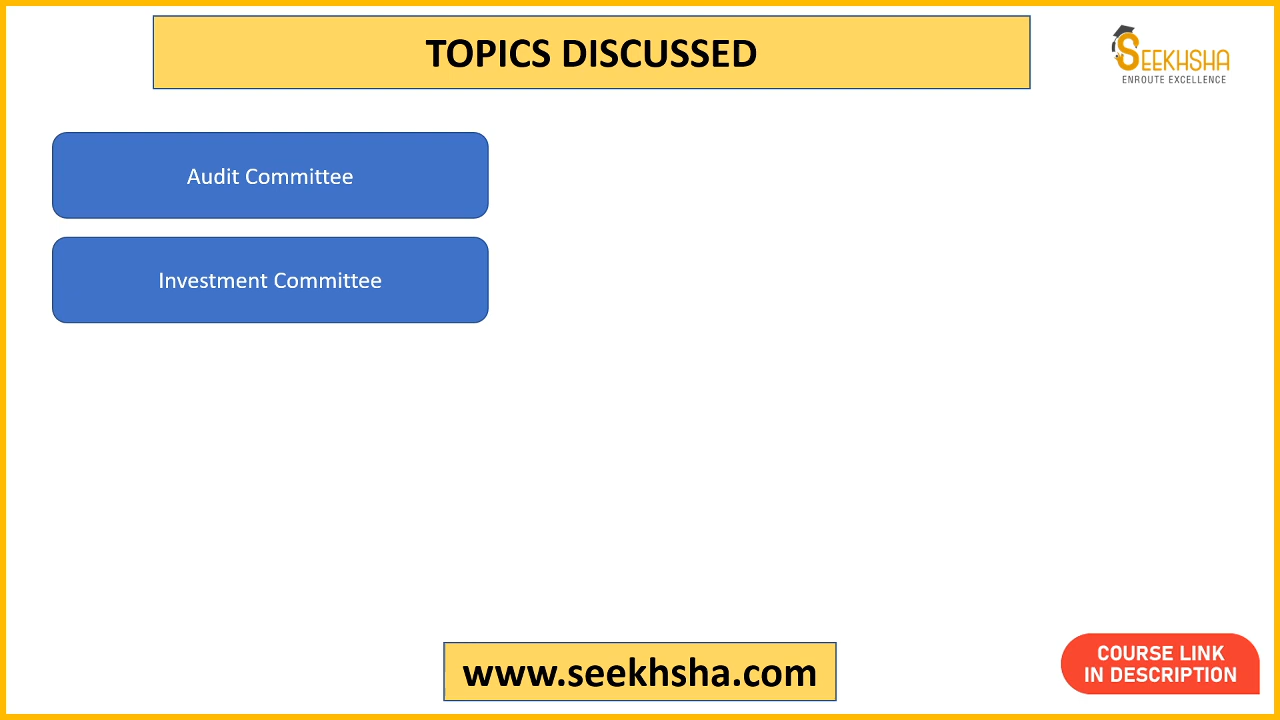 TOPICS DISCUSSED
SEEKHSHA
ENROUTE EXCELLENCE
Audit Committee
Investment Committee
www.seekhsha.com
COURSE LINK
IN DESCRIPTION